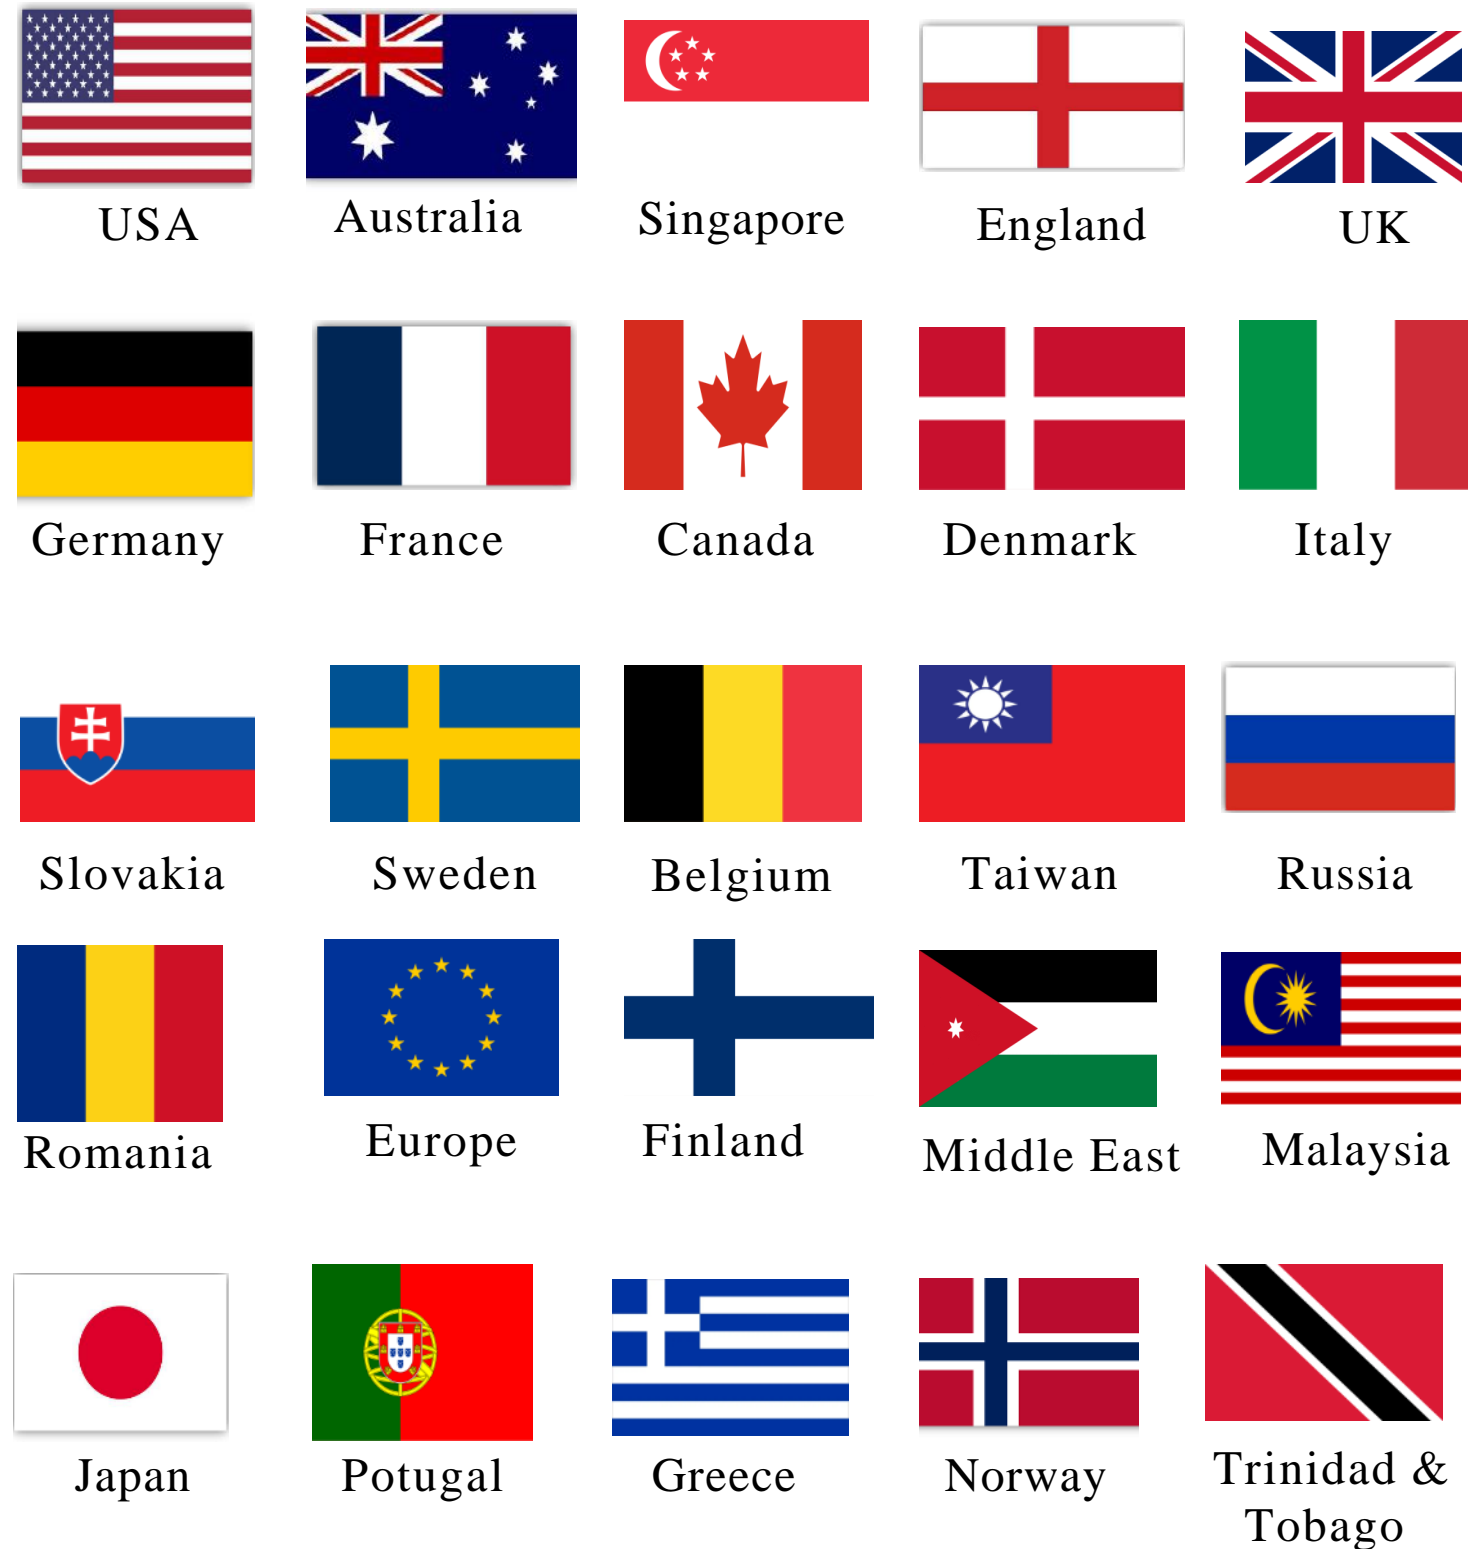 USA
Australia
Singapore
England
UK
Germany
France
Canada
Denmark
Italy
Slovakia
Sweden
Belgium
Taiwan
Russia
Romania
Europe
Finland
Middle East
Malaysia
Japan
Potugal
Greece
Norway
Trinidad &
Tobago